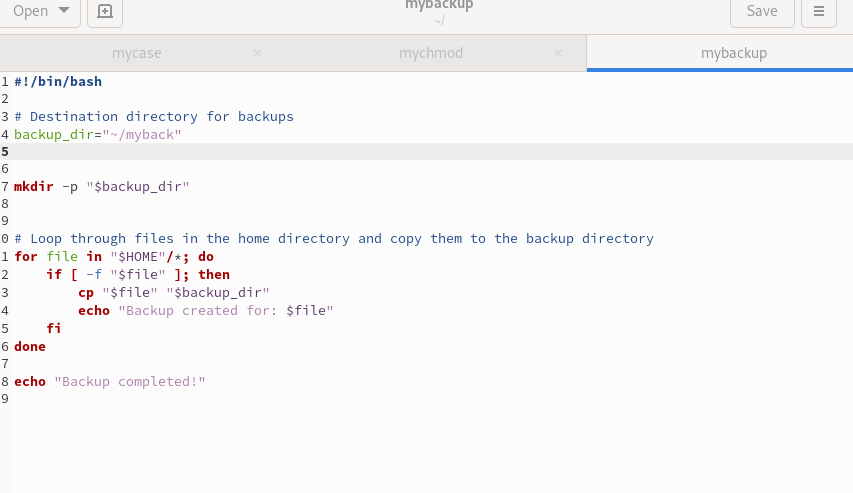 Open
mybackup
~/
Save
mycase
mychmod
mybackup
1 #!/bin/bash
2
3 # Destination directory for backups
4 backup_dir="~/myback"
5
6
7 mkdir -p "$backup_dir"
8
9
0 # Loop through files in the home directory and copy them to the backup directory
1 for file in "$HOME"/*; do
2     if [ -f "$file" ]; then
3         cp "$file" "$backup_dir"
4         echo "Backup created for: $file"
5     fi
6 done
7
8 echo "Backup completed!"
9